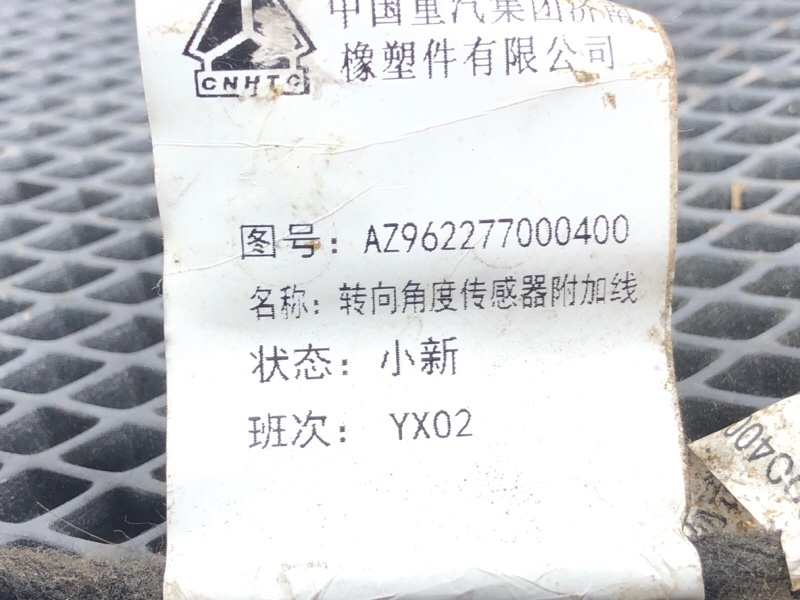 中国重汽集团济南
橡塑件有限公司
CNHTC
图号：AZ962277000400
名称：转向角度传感器附加线
状态：小新
班次：YX02